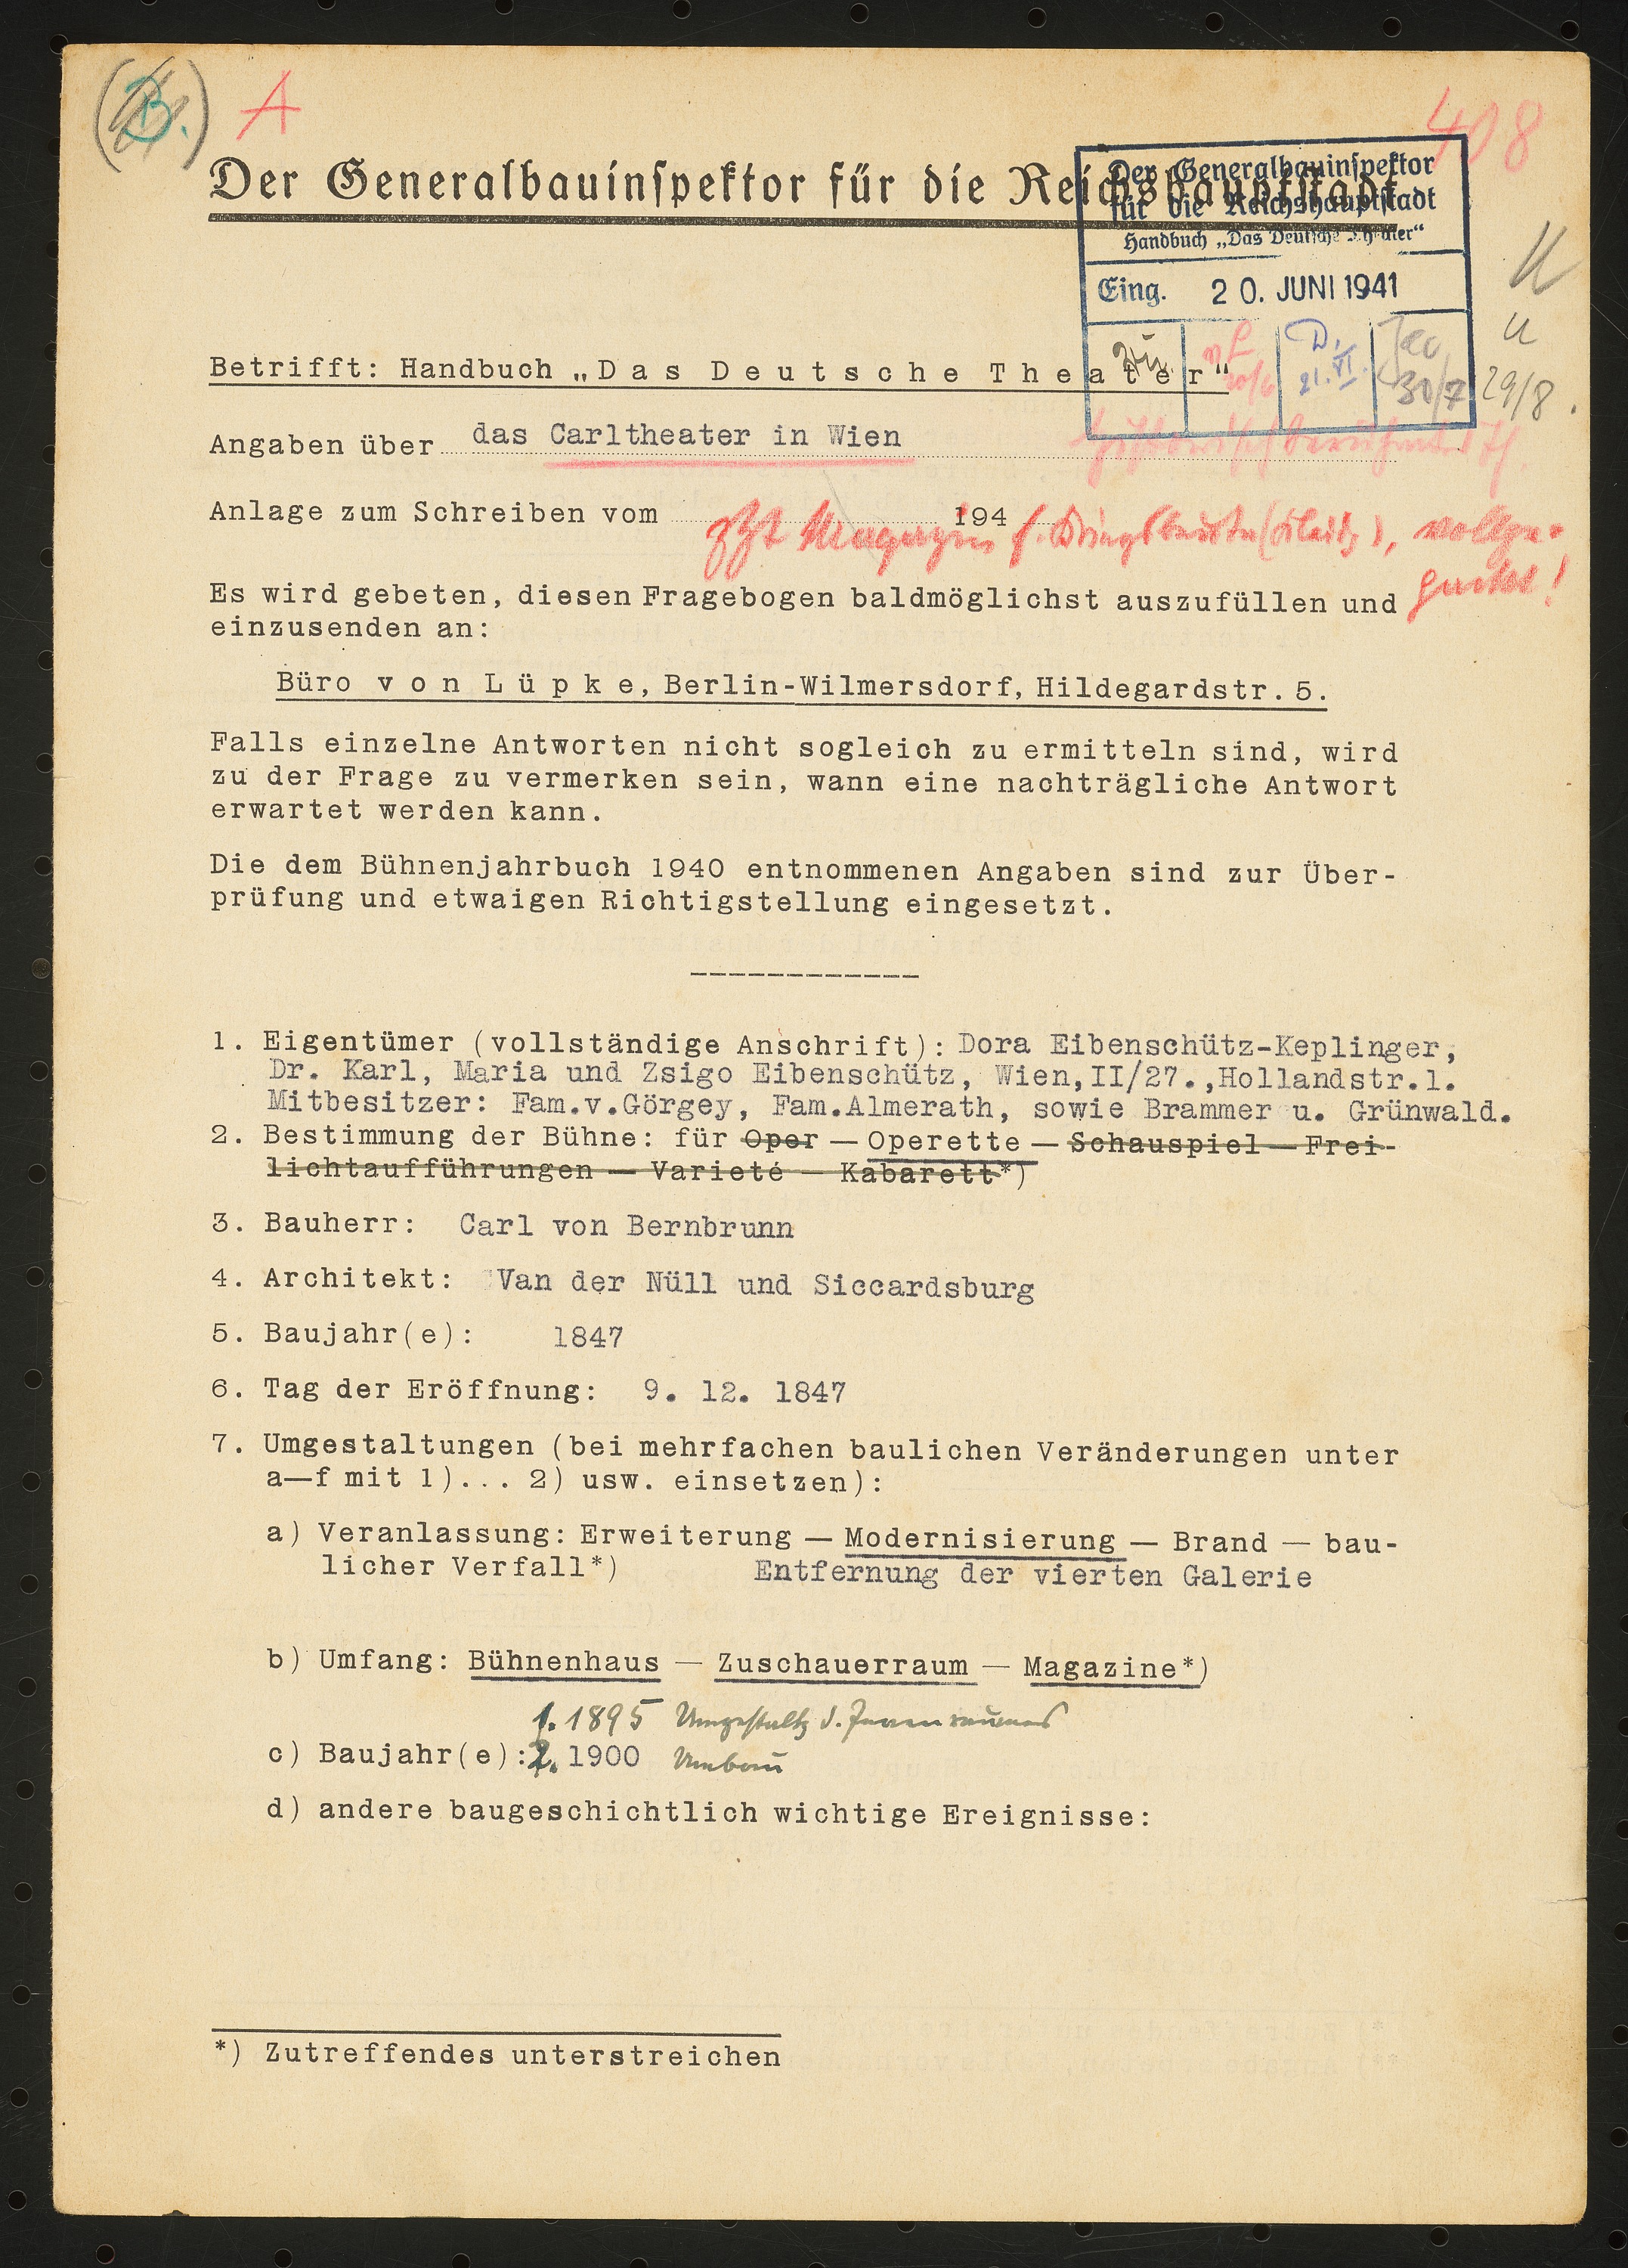 B. A
408
Der Generalbauinspektor für die Reichshauptstadt
Der Generalbauinspektor
für die Reichshauptstadt
Handbuch „Das Deutsche Theater“
Eing. 20. JUNI 1941
D. 21. VI.
30/7 29/8.
Betrifft: Handbuch „Das Deutsche Theater“
Angaben über das Carltheater in Wien
Anlage zum Schreiben vom 194
Es wird gebeten, diesen Fragebogen baldmöglichst auszufüllen und
einzusenden an:
Büro von Lüpke, Berlin-Wilmersdorf, Hildegardstr. 5.
Falls einzelne Antworten nicht sogleich zu ermitteln sind, wird
zu der Frage zu vermerken sein, wann eine nachträgliche Antwort
erwartet werden kann.
Die dem Bühnenjahrbuch 1940 entnommenen Angaben sind zur Über-
prüfung und etwaigen Richtigstellung eingesetzt.
-------------
1. Eigentümer (vollständige Anschrift): Dora Eibenschütz-Keplinger,
Dr. Karl, Maria und Zsigo Eibenschütz, Wien,II/27.,Hollandstr.1.
Mitbesitzer: Fam.v.Görgey, Fam.Almerath, sowie Brammer u. Grünwald.
2. Bestimmung der Bühne: für Oper — Operette — Schauspiel — Frei-
lichtaufführungen — Varieté — Kabarett*)
3. Bauherr: Carl von Bernbrunn
4. Architekt: Van der Nüll und Siccardsburg
5. Baujahr(e): 1847
6. Tag der Eröffnung: 9. 12. 1847
7. Umgestaltungen (bei mehrfachen baulichen Veränderungen unter
a—f mit 1)... 2) usw. einsetzen):
a) Veranlassung: Erweiterung — Modernisierung — Brand — bau-
licher Verfall*) Entfernung der vierten Galerie
b) Umfang: Bühnenhaus — Zuschauerraum — Magazine*)
1. 1895 Umgestaltg d. Innenraumes
c) Baujahr(e): 2. 1900 Umbau
d) andere baugeschichtlich wichtige Ereignisse:
*) Zutreffendes unterstreichen